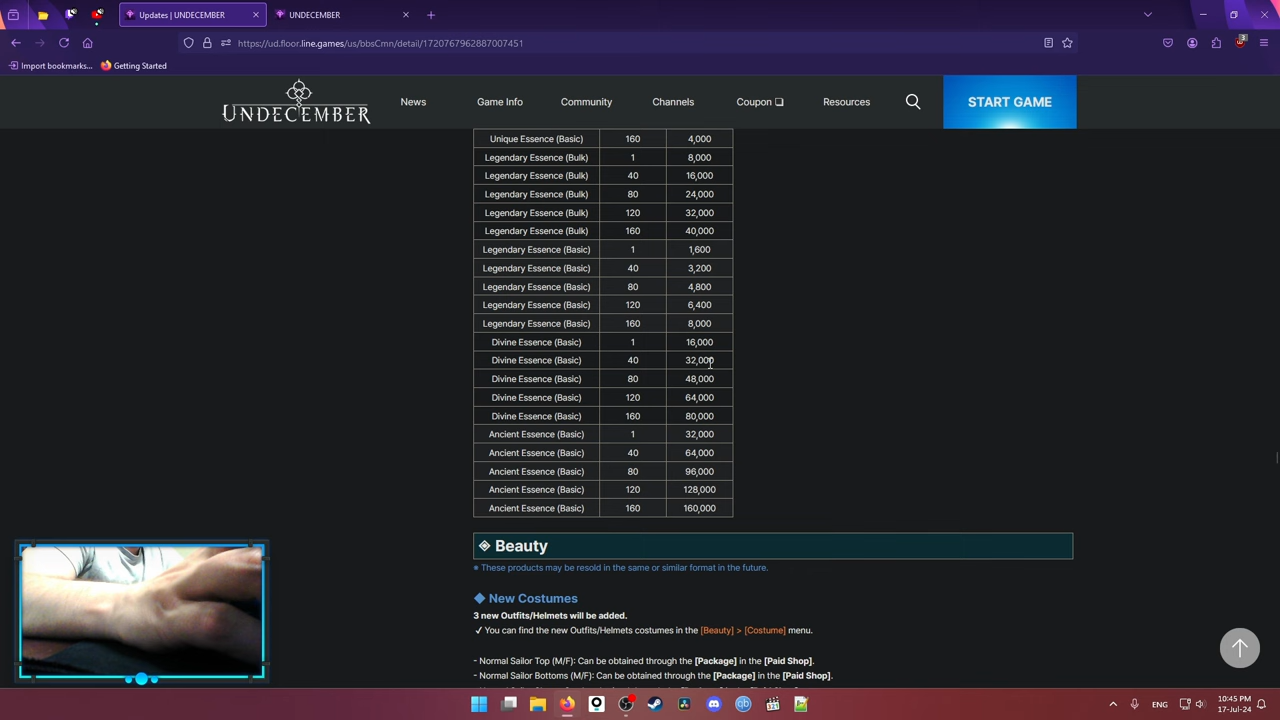 Updates | UNDECEMBER
UNDECEMBER
https://ud.floor.line.games/us/bbsCmn/detail/1720767962887007451
3
Import bookmarks...
Getting Started
UNDECEMBER
News
Game Info
Community
Channels
Coupon
Resources
START GAME
Unique Essence (Basic) 160 4,000
Legendary Essence (Bulk) 1 8,000
Legendary Essence (Bulk) 40 16,000
Legendary Essence (Bulk) 80 24,000
Legendary Essence (Bulk) 120 32,000
Legendary Essence (Bulk) 160 40,000
Legendary Essence (Basic) 1 1,600
Legendary Essence (Basic) 40 3,200
Legendary Essence (Basic) 80 4,800
Legendary Essence (Basic) 120 6,400
Legendary Essence (Basic) 160 8,000
Divine Essence (Basic) 1 16,000
Divine Essence (Basic) 40 32,000
Divine Essence (Basic) 80 48,000
Divine Essence (Basic) 120 64,000
Divine Essence (Basic) 160 80,000
Ancient Essence (Basic) 1 32,000
Ancient Essence (Basic) 40 64,000
Ancient Essence (Basic) 80 96,000
Ancient Essence (Basic) 120 128,000
Ancient Essence (Basic) 160 160,000
◈ Beauty
※ These products may be resold in the same or similar format in the future.
◆ New Costumes
3 new Outfits/Helmets will be added.
✓ You can find the new Outfits/Helmets costumes in the [Beauty] > [Costume] menu.
- Normal Sailor Top (M/F): Can be obtained through the [Package] in the [Paid Shop].
- Normal Sailor Bottoms (M/F): Can be obtained through the [Package] in the [Paid Shop].
ENG
10:45 PM
17-Jul-24